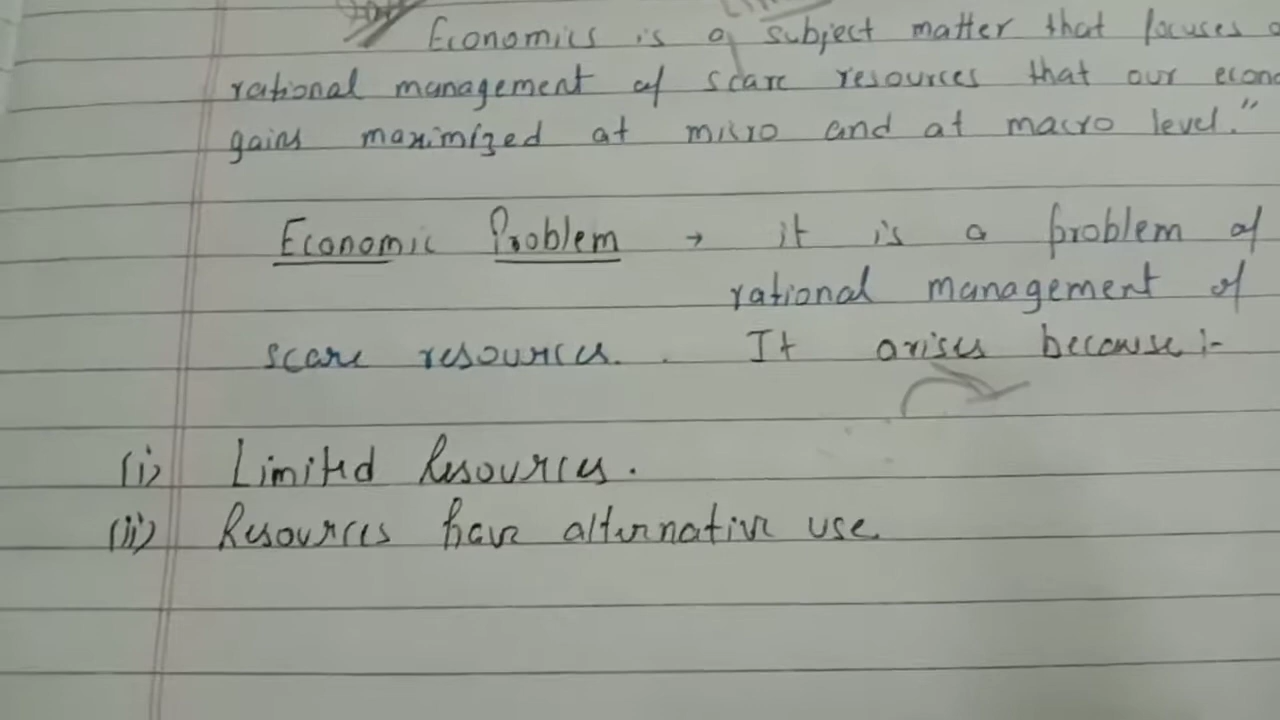 Economics is a subject matter that focuses
rational management of scare resources that our econo
gains maximized at micro and at macro level."
Economic Problem → it is a problem of
rational management of
scare resources. It arises because :-
(i) Limited Resources.
(ii) Resources have alternative use.